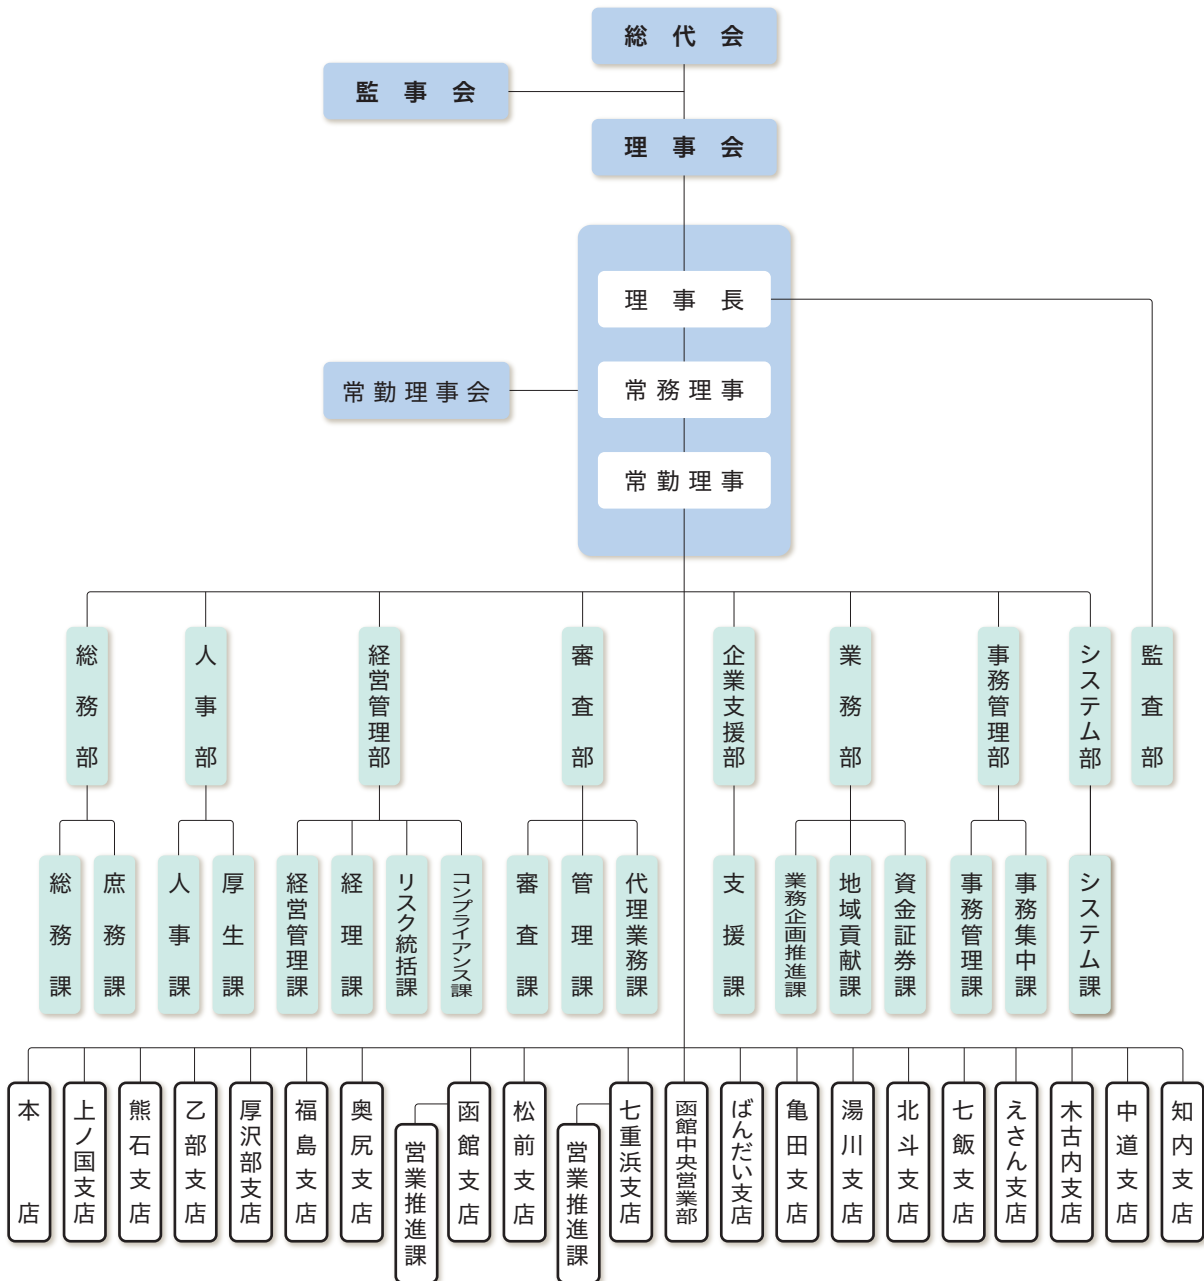 総代会
監事会
理事会
理事長
常勤理事会
常務理事
常勤理事
総務部
人事部
経営管理部
審査部
企業支援部
業務部
事務管理部
システム部
監査部
総務課
庶務課
人事課
厚生課
経営管理課
経理課
リスク統括課
コンプライアンス課
審査課
管理課
代理業務課
支援課
業務企画推進課
地域貢献課
資金証券課
事務管理課
事務集中課
システム課
本店
上ノ国支店
熊石支店
乙部支店
厚沢部支店
福島支店
奥尻支店
営業推進課
函館支店
松前支店
営業推進課
七重浜支店
函館中央営業部
ばんだい支店
亀田支店
湯川支店
北斗支店
七飯支店
えさん支店
木古内支店
中道支店
知内支店